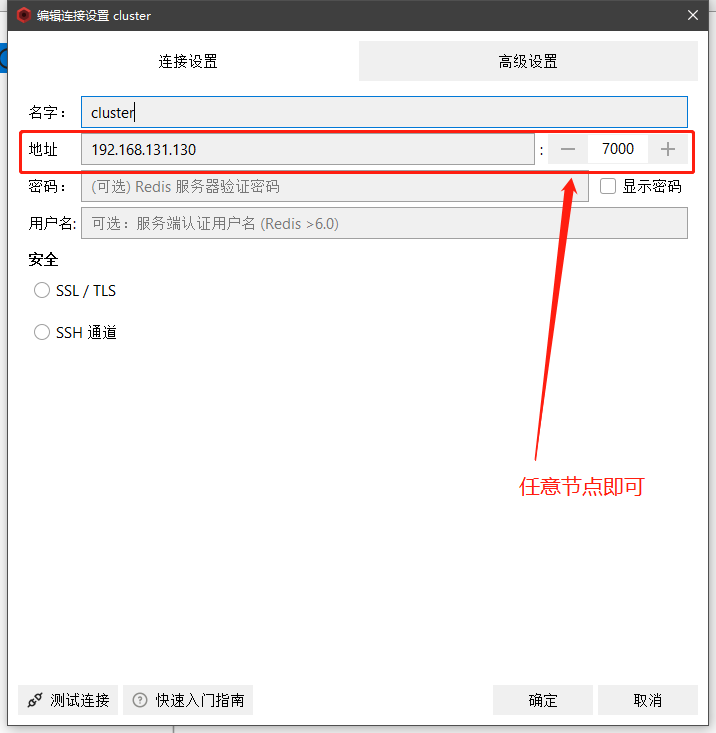 编辑连接设置 cluster
连接设置 高级设置
名字： cluster
地址 192.168.131.130 : 7000
密码： (可选) Redis 服务器验证密码 显示密码
用户名: 可选：服务端认证用户名 (Redis >6.0)
安全
SSL / TLS
SSH 通道
任意节点即可
测试连接 快速入门指南 确定 取消